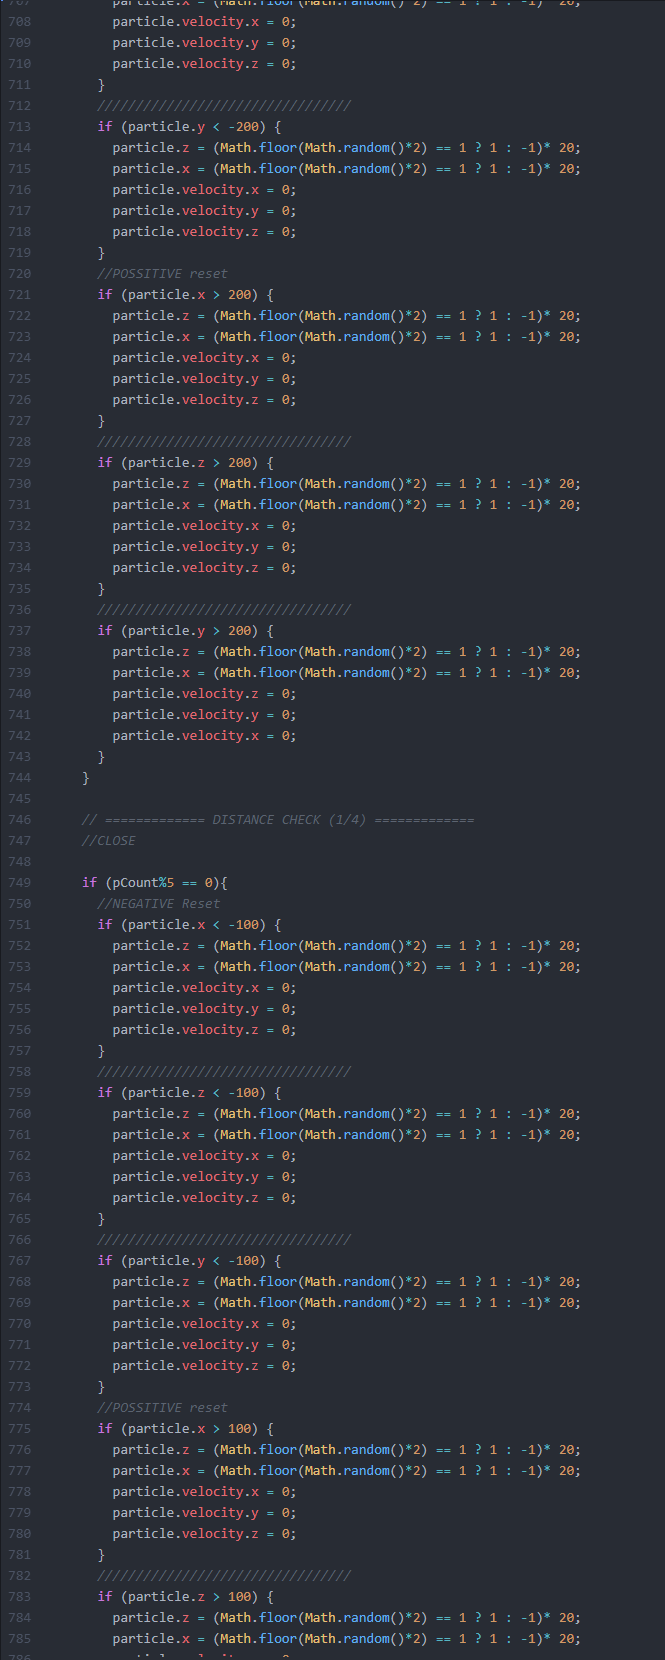 707 particle.x = (Math.floor(Math.random()*2) == 1 ? 1 : -1)* 20;
708 particle.velocity.x = 0;
709 particle.velocity.y = 0;
710 particle.velocity.z = 0;
711 }
712 /////////////////////////////////
713 if (particle.y < -200) {
714 particle.z = (Math.floor(Math.random()*2) == 1 ? 1 : -1)* 20;
715 particle.x = (Math.floor(Math.random()*2) == 1 ? 1 : -1)* 20;
716 particle.velocity.x = 0;
717 particle.velocity.y = 0;
718 particle.velocity.z = 0;
719 }
720 //POSSITIVE reset
721 if (particle.x > 200) {
722 particle.z = (Math.floor(Math.random()*2) == 1 ? 1 : -1)* 20;
723 particle.x = (Math.floor(Math.random()*2) == 1 ? 1 : -1)* 20;
724 particle.velocity.x = 0;
725 particle.velocity.y = 0;
726 particle.velocity.z = 0;
727 }
728 /////////////////////////////////
729 if (particle.z > 200) {
730 particle.z = (Math.floor(Math.random()*2) == 1 ? 1 : -1)* 20;
731 particle.x = (Math.floor(Math.random()*2) == 1 ? 1 : -1)* 20;
732 particle.velocity.x = 0;
733 particle.velocity.y = 0;
734 particle.velocity.z = 0;
735 }
736 /////////////////////////////////
737 if (particle.y > 200) {
738 particle.z = (Math.floor(Math.random()*2) == 1 ? 1 : -1)* 20;
739 particle.x = (Math.floor(Math.random()*2) == 1 ? 1 : -1)* 20;
740 particle.velocity.z = 0;
741 particle.velocity.y = 0;
742 particle.velocity.x = 0;
743 }
744 }
745
746 // ============= DISTANCE CHECK (1/4) =============
747 //CLOSE
748
749 if (pCount%5 == 0){
750 //NEGATIVE Reset
751 if (particle.x < -100) {
752 particle.z = (Math.floor(Math.random()*2) == 1 ? 1 : -1)* 20;
753 particle.x = (Math.floor(Math.random()*2) == 1 ? 1 : -1)* 20;
754 particle.velocity.x = 0;
755 particle.velocity.y = 0;
756 particle.velocity.z = 0;
757 }
758 /////////////////////////////////
759 if (particle.z < -100) {
760 particle.z = (Math.floor(Math.random()*2) == 1 ? 1 : -1)* 20;
761 particle.x = (Math.floor(Math.random()*2) == 1 ? 1 : -1)* 20;
762 particle.velocity.x = 0;
763 particle.velocity.y = 0;
764 particle.velocity.z = 0;
765 }
766 /////////////////////////////////
767 if (particle.y < -100) {
768 particle.z = (Math.floor(Math.random()*2) == 1 ? 1 : -1)* 20;
769 particle.x = (Math.floor(Math.random()*2) == 1 ? 1 : -1)* 20;
770 particle.velocity.x = 0;
771 particle.velocity.y = 0;
772 particle.velocity.z = 0;
773 }
774 //POSSITIVE reset
775 if (particle.x > 100) {
776 particle.z = (Math.floor(Math.random()*2) == 1 ? 1 : -1)* 20;
777 particle.x = (Math.floor(Math.random()*2) == 1 ? 1 : -1)* 20;
778 particle.velocity.x = 0;
779 particle.velocity.y = 0;
780 particle.velocity.z = 0;
781 }
782 /////////////////////////////////
783 if (particle.z > 100) {
784 particle.z = (Math.floor(Math.random()*2) == 1 ? 1 : -1)* 20;
785 particle.x = (Math.floor(Math.random()*2) == 1 ? 1 : -1)* 20;